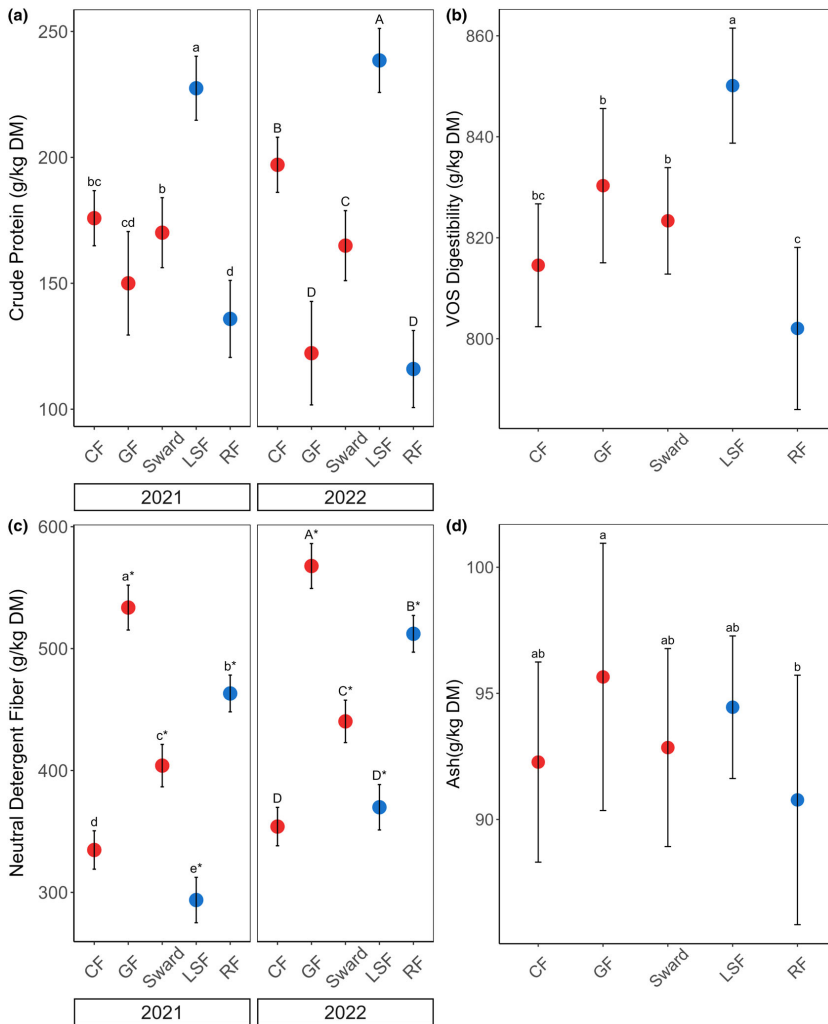 (a)
Crude Protein (g/kg DM)
250
200
150
100
bc
cd
b
a
d
B
D
C
A
D
CF
GF
Sward
LSF
RF
CF
GF
Sward
LSF
RF
2021
2022
(b)
VOS Digestibility (g/kg DM)
860
840
820
800
bc
b
b
a
c
CF
GF
Sward
LSF
RF
(c)
Neutral Detergent Fiber (g/kg DM)
600
500
400
300
d
a*
c*
e*
b*
D
A*
C*
D*
B*
CF
GF
Sward
LSF
RF
CF
GF
Sward
LSF
RF
2021
2022
(d)
Ash(g/kg DM)
100
95
90
ab
a
ab
ab
b
CF
GF
Sward
LSF
RF